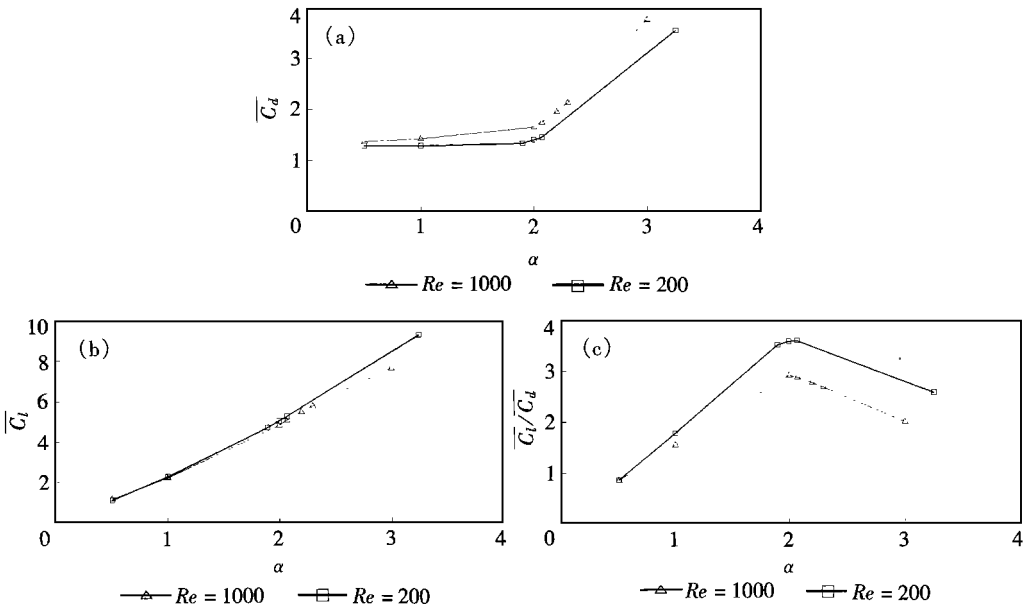 (a)
4
3
2
1
0
1 2 3 4
C_d
α
Re = 1000 Re = 200
(b)
10
8
6
4
2
0
1 2 3 4
C_l
α
Re = 1000 Re = 200
(c)
4
3
2
1
0
1 2 3 4
C_l/C_d
α
Re = 1000 Re = 200